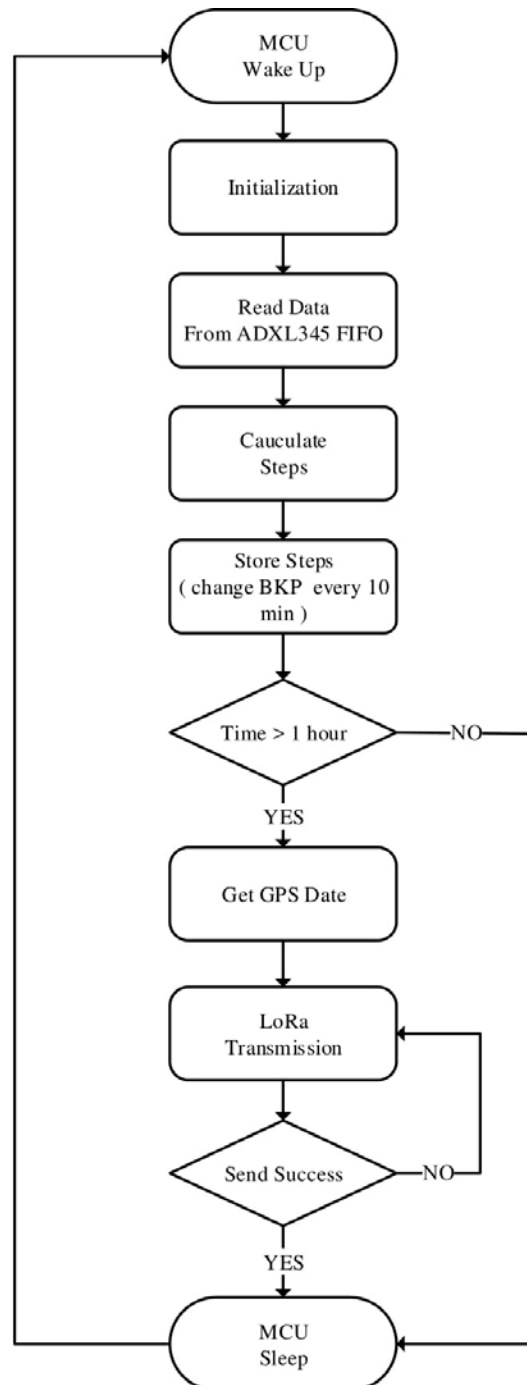 MCU
Wake Up
Initialization
Read Data
From ADXL345 FIFO
Cauculate
Steps
Store Steps
( change BKP every 10
min )
Time > 1 hour
NO
YES
Get GPS Date
LoRa
Transmission
Send Success
NO
YES
MCU
Sleep